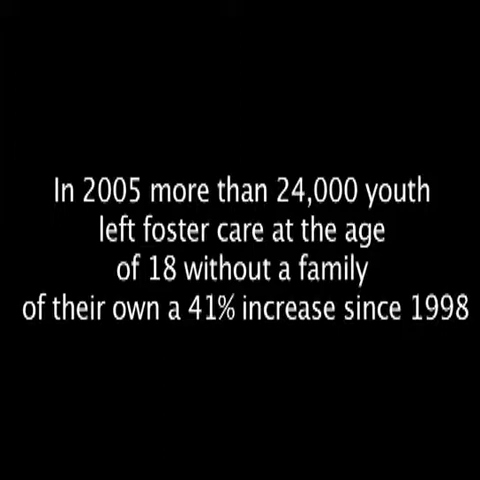 In 2005 more than 24,000 youth
left foster care at the age
of 18 without a family
of their own a 41% increase since 1998